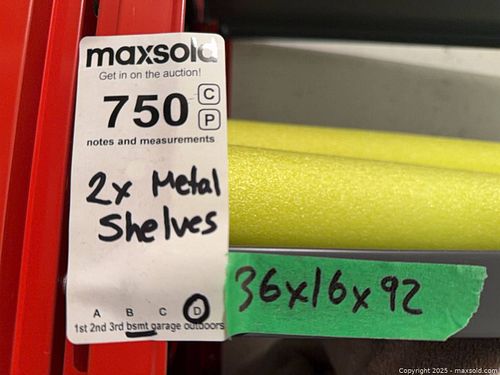 maxsold
Get in on the auction!
750 C
P
notes and measurements
2x Metal
Shelves
A B C D
1st 2nd 3rd bsmt garage outdoors
36x16x92
Copyright 2025 - maxsold.com